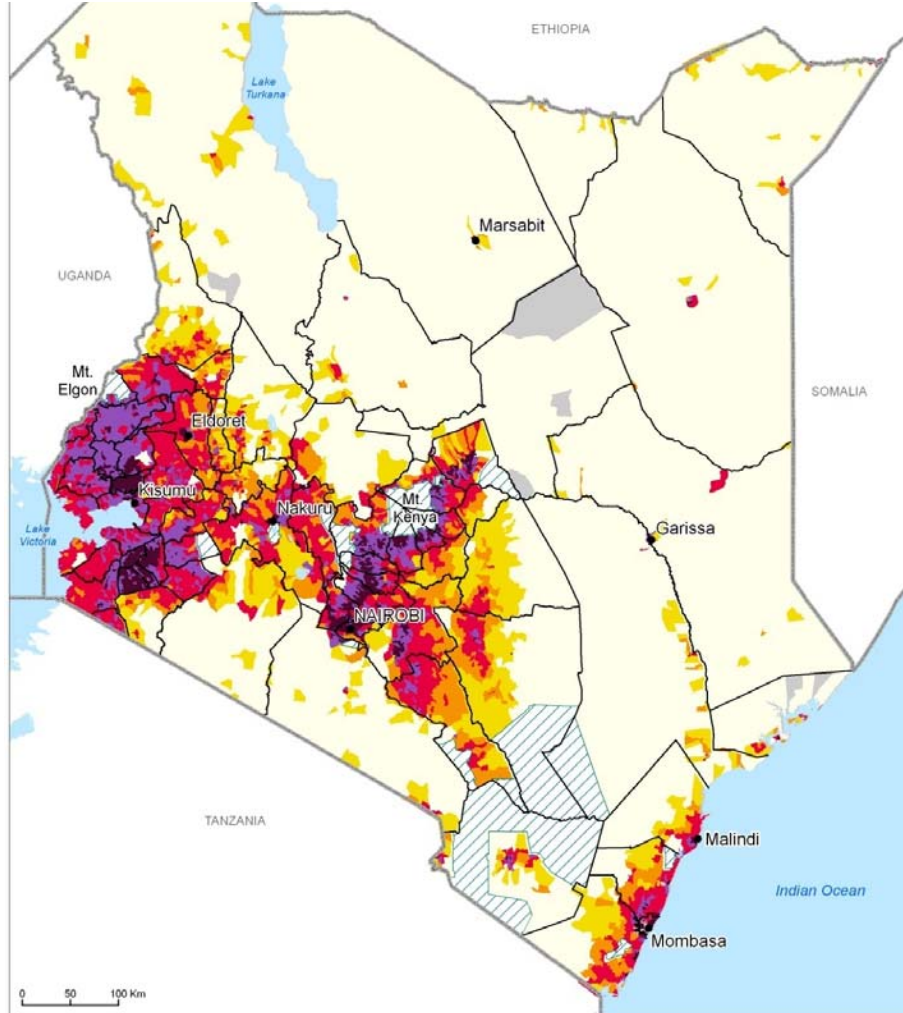 ETHIOPIA
Lake
Turkana
Marsabit
UGANDA
Mt.
Elgon
SOMALIA
Eldoret
Kisumu
Nakuru
Mt.
Kenya
Lake
Victoria
Garissa
NAIROBI
TANZANIA
Malindi
Indian Ocean
Mombasa
0 50 100 Km